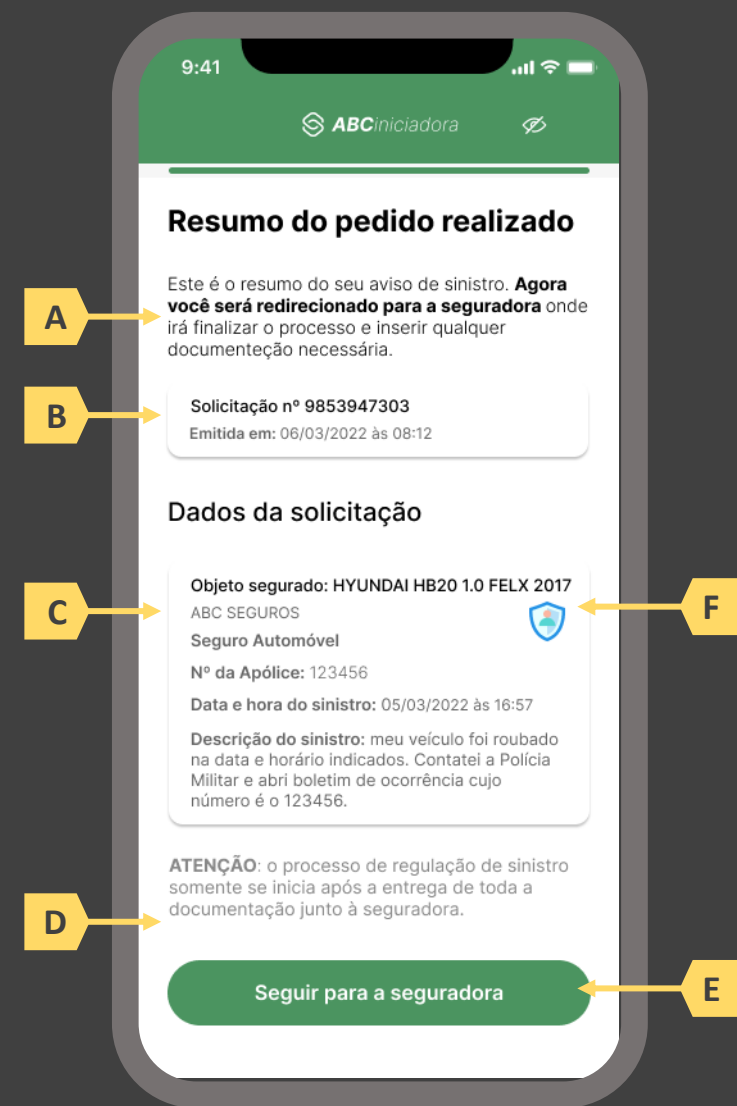 9:41
ABCiniciadora
Resumo do pedido realizado
Este é o resumo do seu aviso de sinistro. Agora
você será redirecionado para a seguradora onde
irá finalizar o processo e inserir qualquer
documenteção necessária.
A
Solicitação nº 9853947303
Emitida em: 06/03/2022 às 08:12
B
Dados da solicitação
Objeto segurado: HYUNDAI HB20 1.0 FELX 2017
ABC SEGUROS
Seguro Automóvel
Nº da Apólice: 123456
Data e hora do sinistro: 05/03/2022 às 16:57
Descrição do sinistro: meu veículo foi roubado
na data e horário indicados. Contatei a Polícia
Militar e abri boletim de ocorrência cujo
número é o 123456.
C
F
ATENÇÃO: o processo de regulação de sinistro
somente se inicia após a entrega de toda a
documentação junto à seguradora.
D
Seguir para a seguradora
E